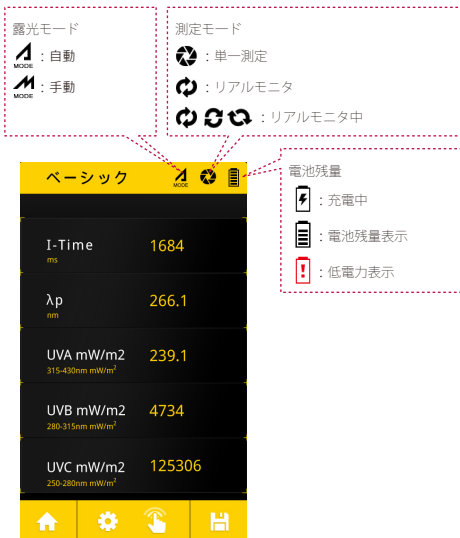 露光モード
A
MODE
：自動
M
MODE
：手動
測定モード
：単一測定
：リアルモニタ
：リアルモニタ中
電池残量
：充電中
：電池残量表示
：低電力表示
ベーシック
A
MODE
I-Time 1684
ms
λp 266.1
nm
UVA mW/m2 239.1
315-430nm mW/m²
UVB mW/m2 4734
280-315nm mW/m²
UVC mW/m2 125306
250-280nm mW/m²